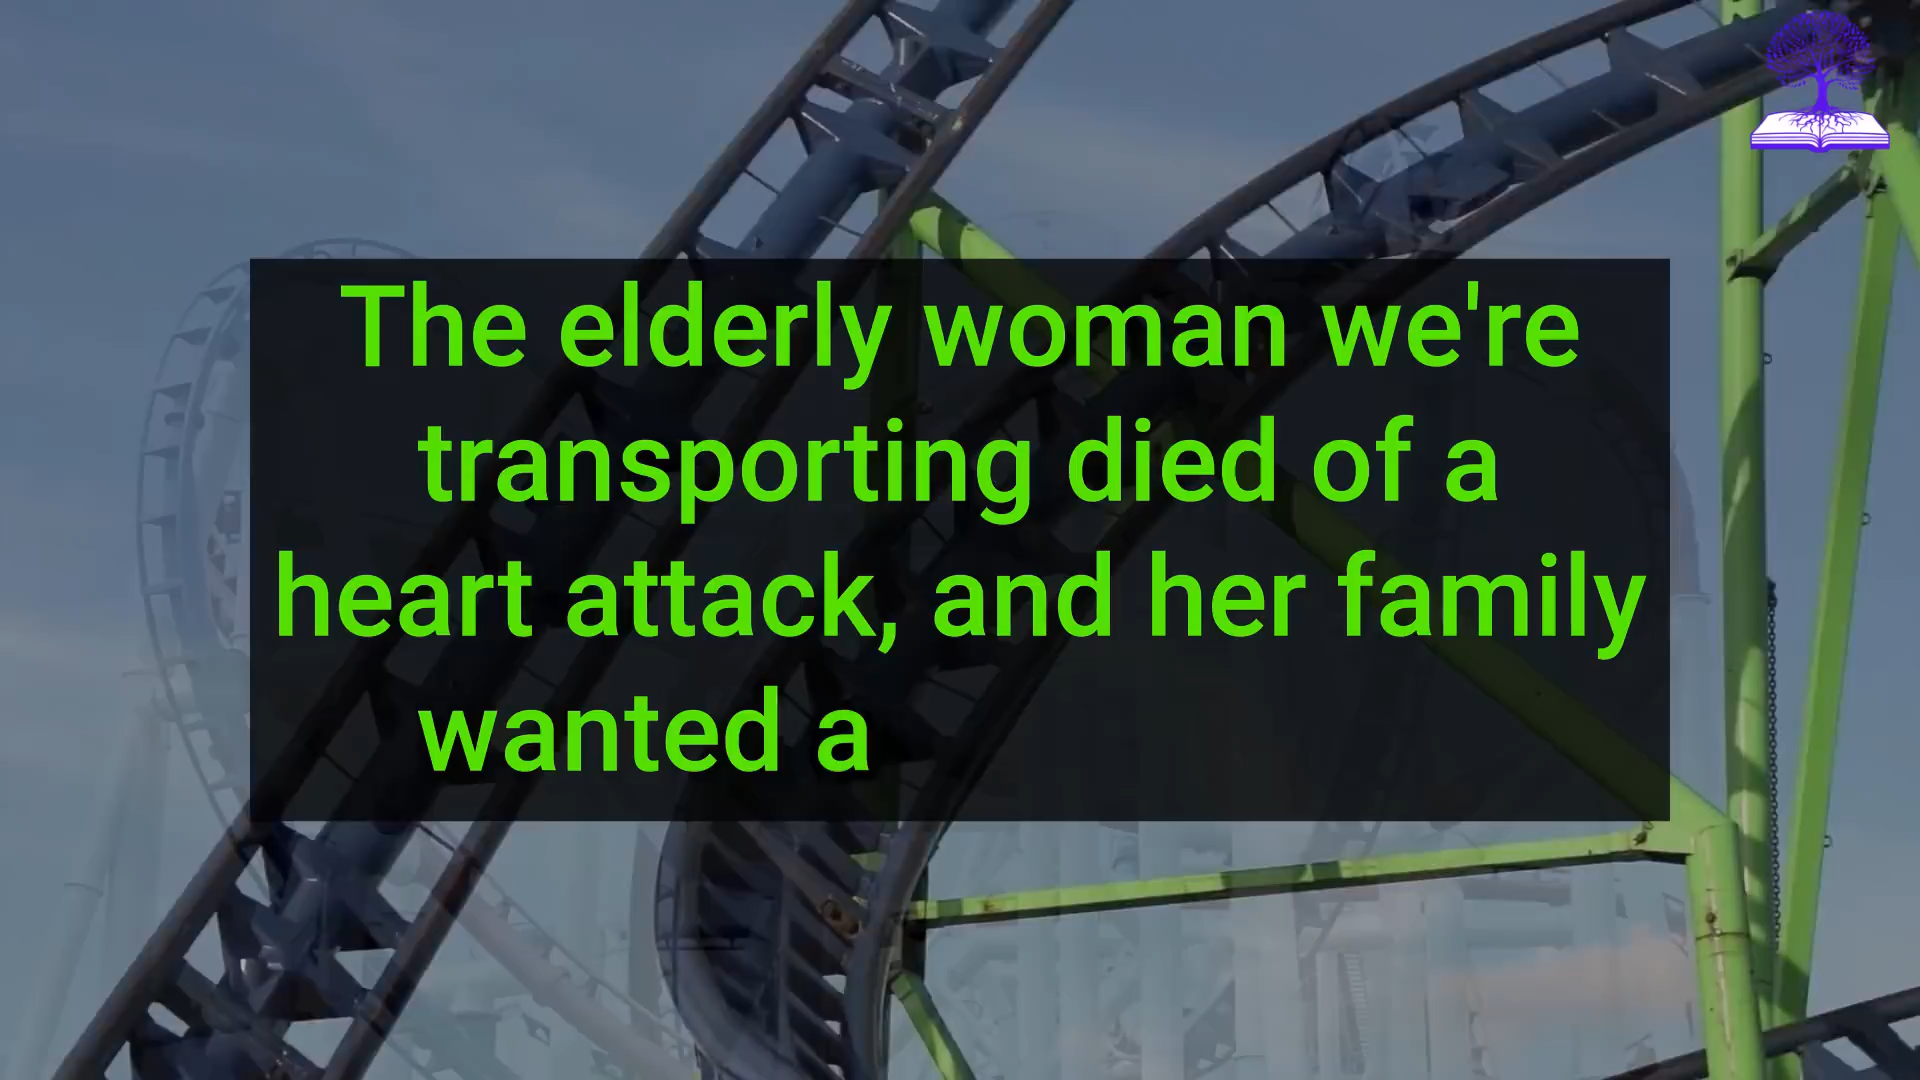 The elderly woman we're
transporting died of a
heart attack, and her family
wanted a